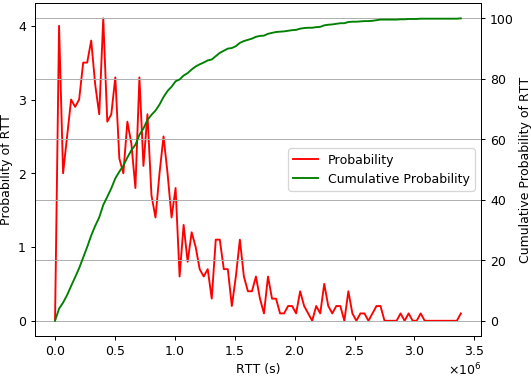 4
3
2
1
0
Probability of RTT
100
80
60
40
20
0
Cumulative Probability of RTT
Probability
Cumulative Probability
0.0 0.5 1.0 1.5 2.0 2.5 3.0 3.5
RTT (s)
×10⁶